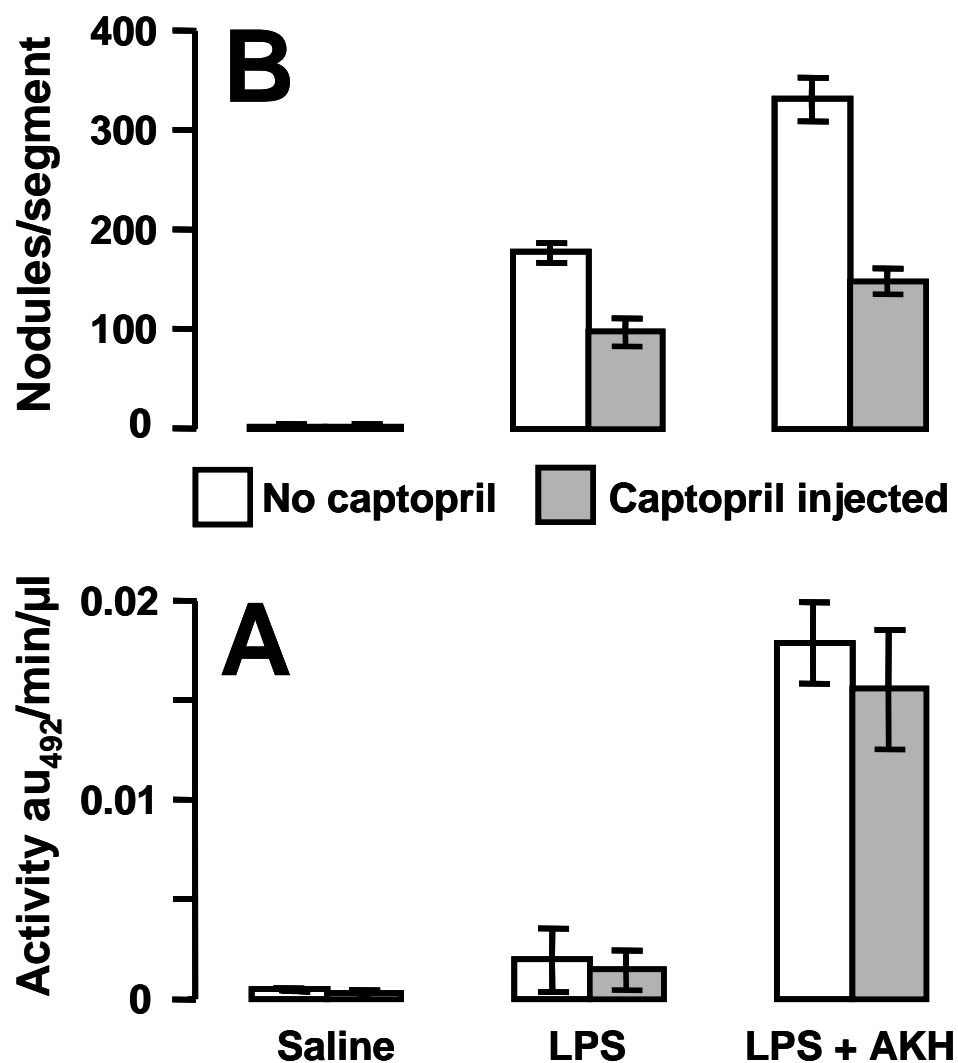 B
Nodules/segment
400
300
200
100
0
No captopril
Captopril injected
A
Activity au492/min/µl
0.02
0.01
0
Saline
LPS
LPS + AKH